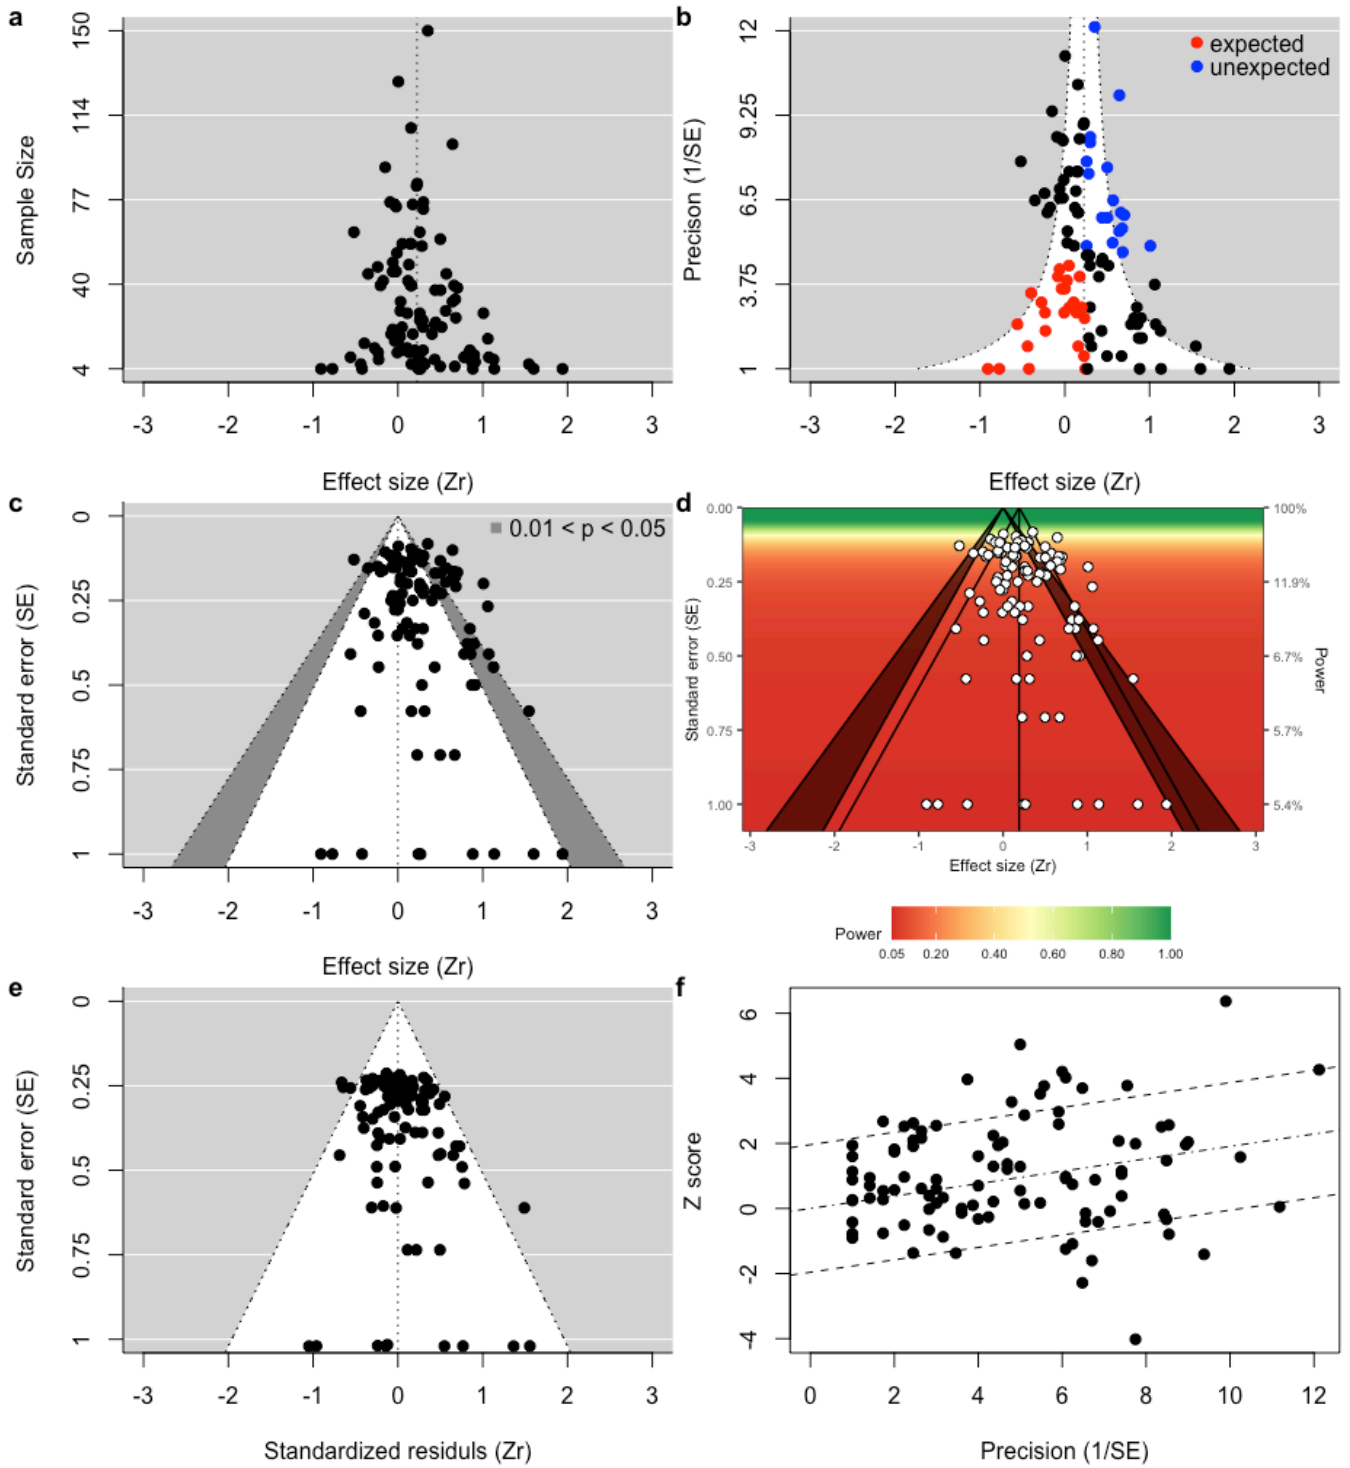 a
Sample Size
150
114
77
40
4
-3 -2 -1 0 1 2 3
Effect size (Zr)
b
Precison (1/SE)
12
9.25
6.5
3.75
1
expected
unexpected
-3 -2 -1 0 1 2 3
Effect size (Zr)
c
Standard error (SE)
0
0.25
0.5
0.75
1
0.01 < p < 0.05
-3 -2 -1 0 1 2 3
Effect size (Zr)
d
Standard error (SE)
0.00
0.25
0.50
0.75
1.00
100%
11.9%
6.7%
5.7%
5.4%
Power
-3 -2 -1 0 1 2 3
Effect size (Zr)
Power
0.05 0.20 0.40 0.60 0.80 1.00
e
Standard error (SE)
0
0.25
0.5
0.75
1
-3 -2 -1 0 1 2 3
Standardized residuls (Zr)
f
Z score
6
4
2
0
-2
-4
0 2 4 6 8 10 12
Precision (1/SE)